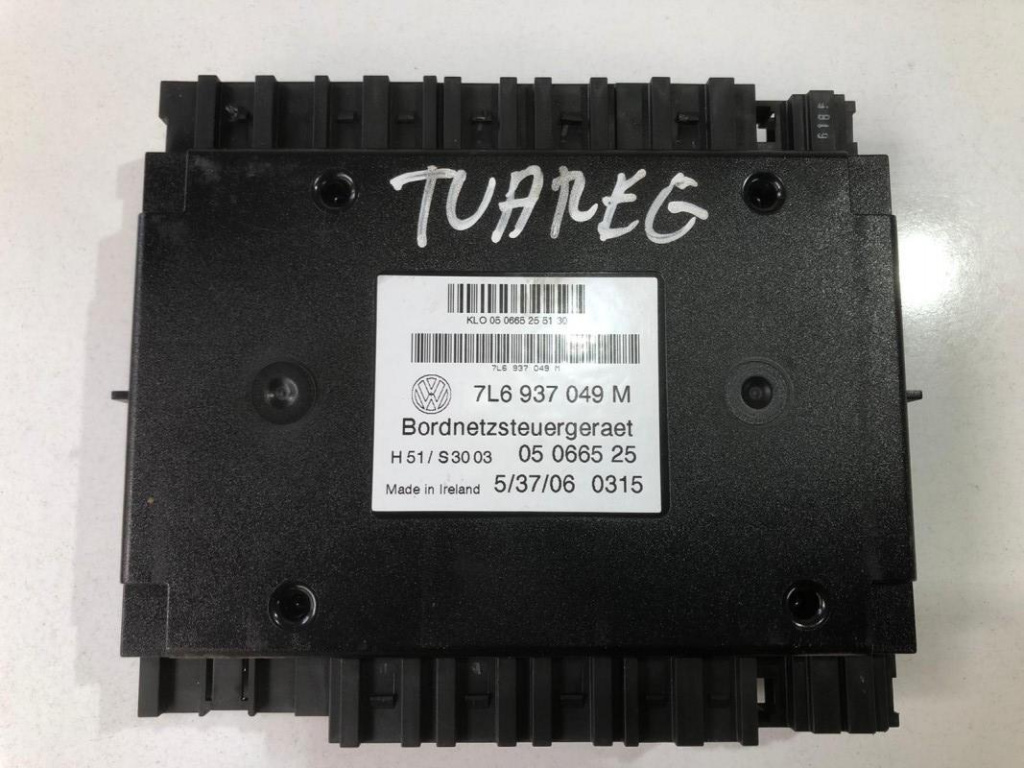 TUAREG
KLO 05 0665 25 51 30
7L6 937 049 M
7L6 937 049 M
Bordnetzsteuergeraet
H 51 / S30 03 05 0665 25
Made in Ireland 5/37/06 0315